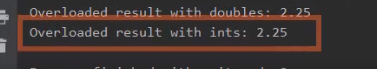 Overloaded result with doubles: 2.25
Overloaded result with ints: 2.25